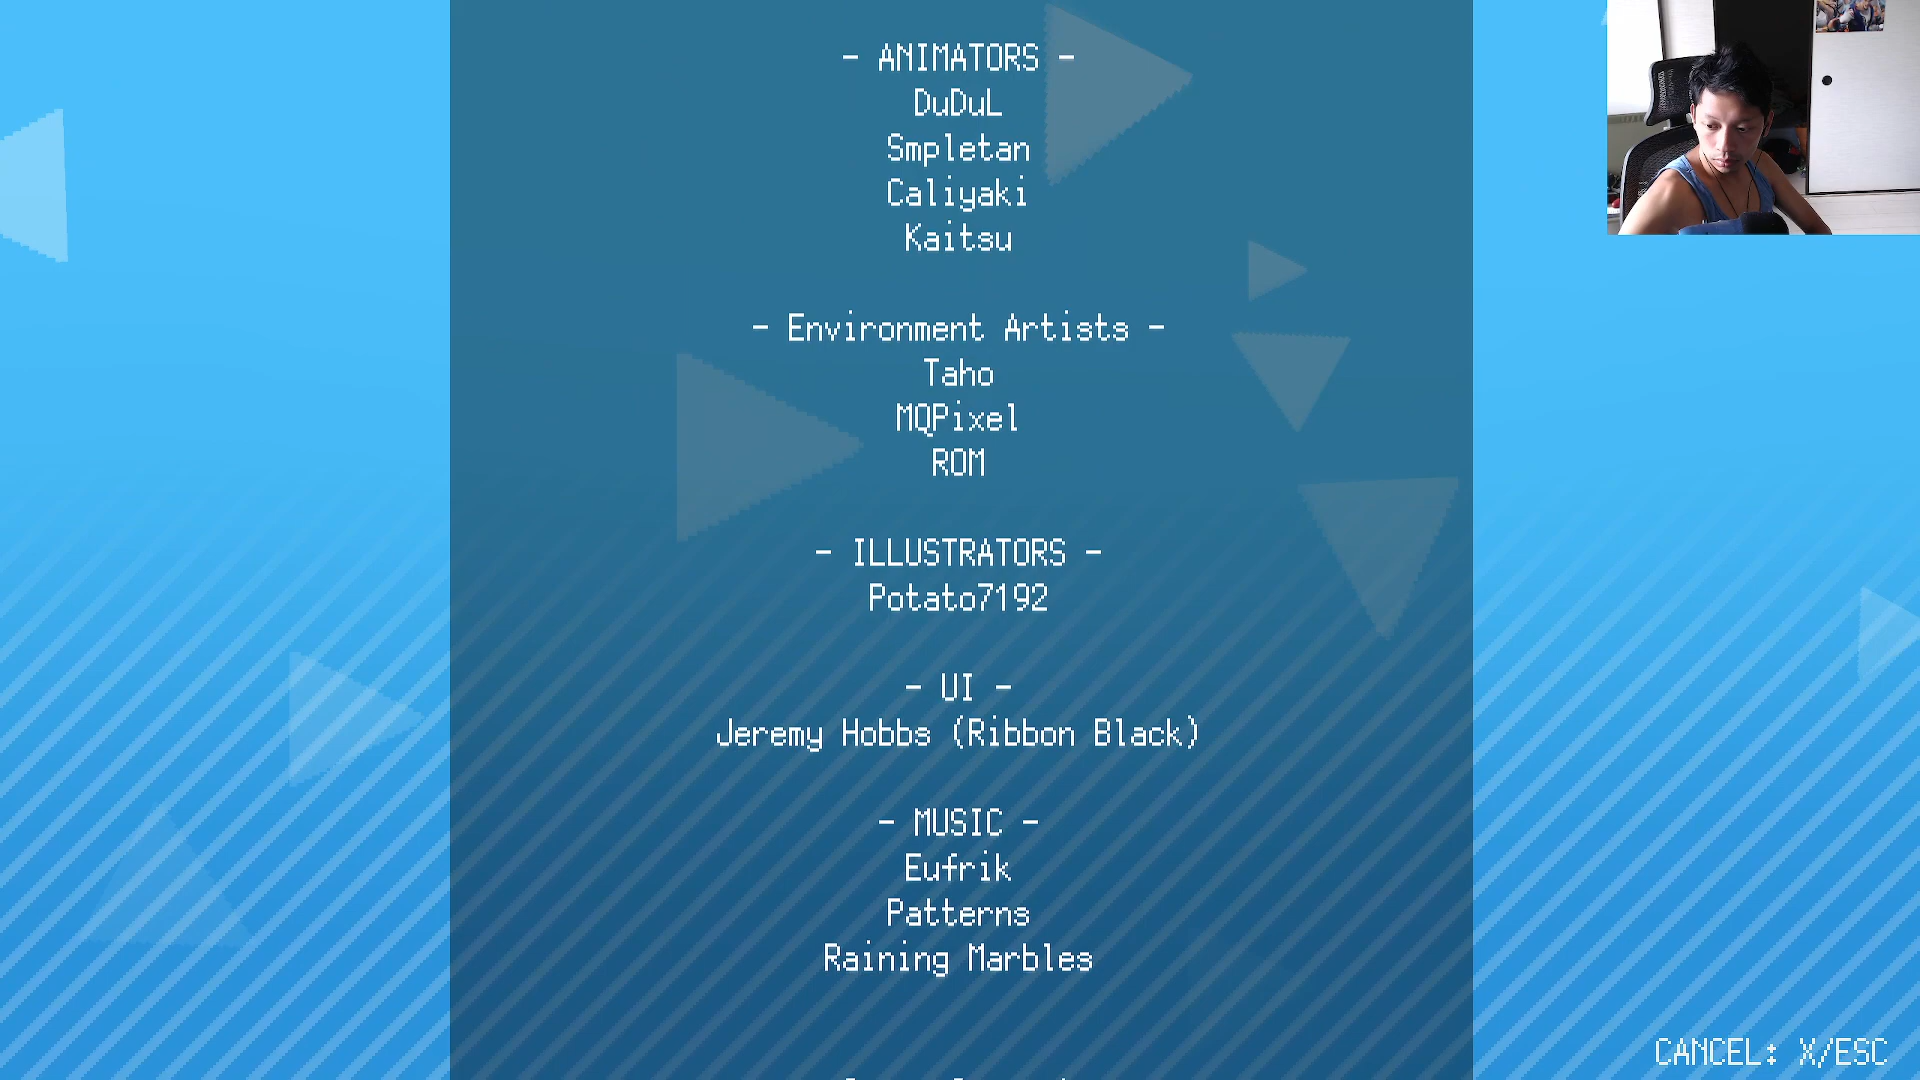 - ANIMATORS -
DuDuL
Smpletan
Caliyaki
Kaitsu
- Environment Artists -
Taho
MQPixel
ROM
- ILLUSTRATORS -
Potato7192
- UI -
Jeremy Hobbs (Ribbon Black)
- MUSIC -
Eufrik
Patterns
Raining Marbles
CANCEL: X/ESC